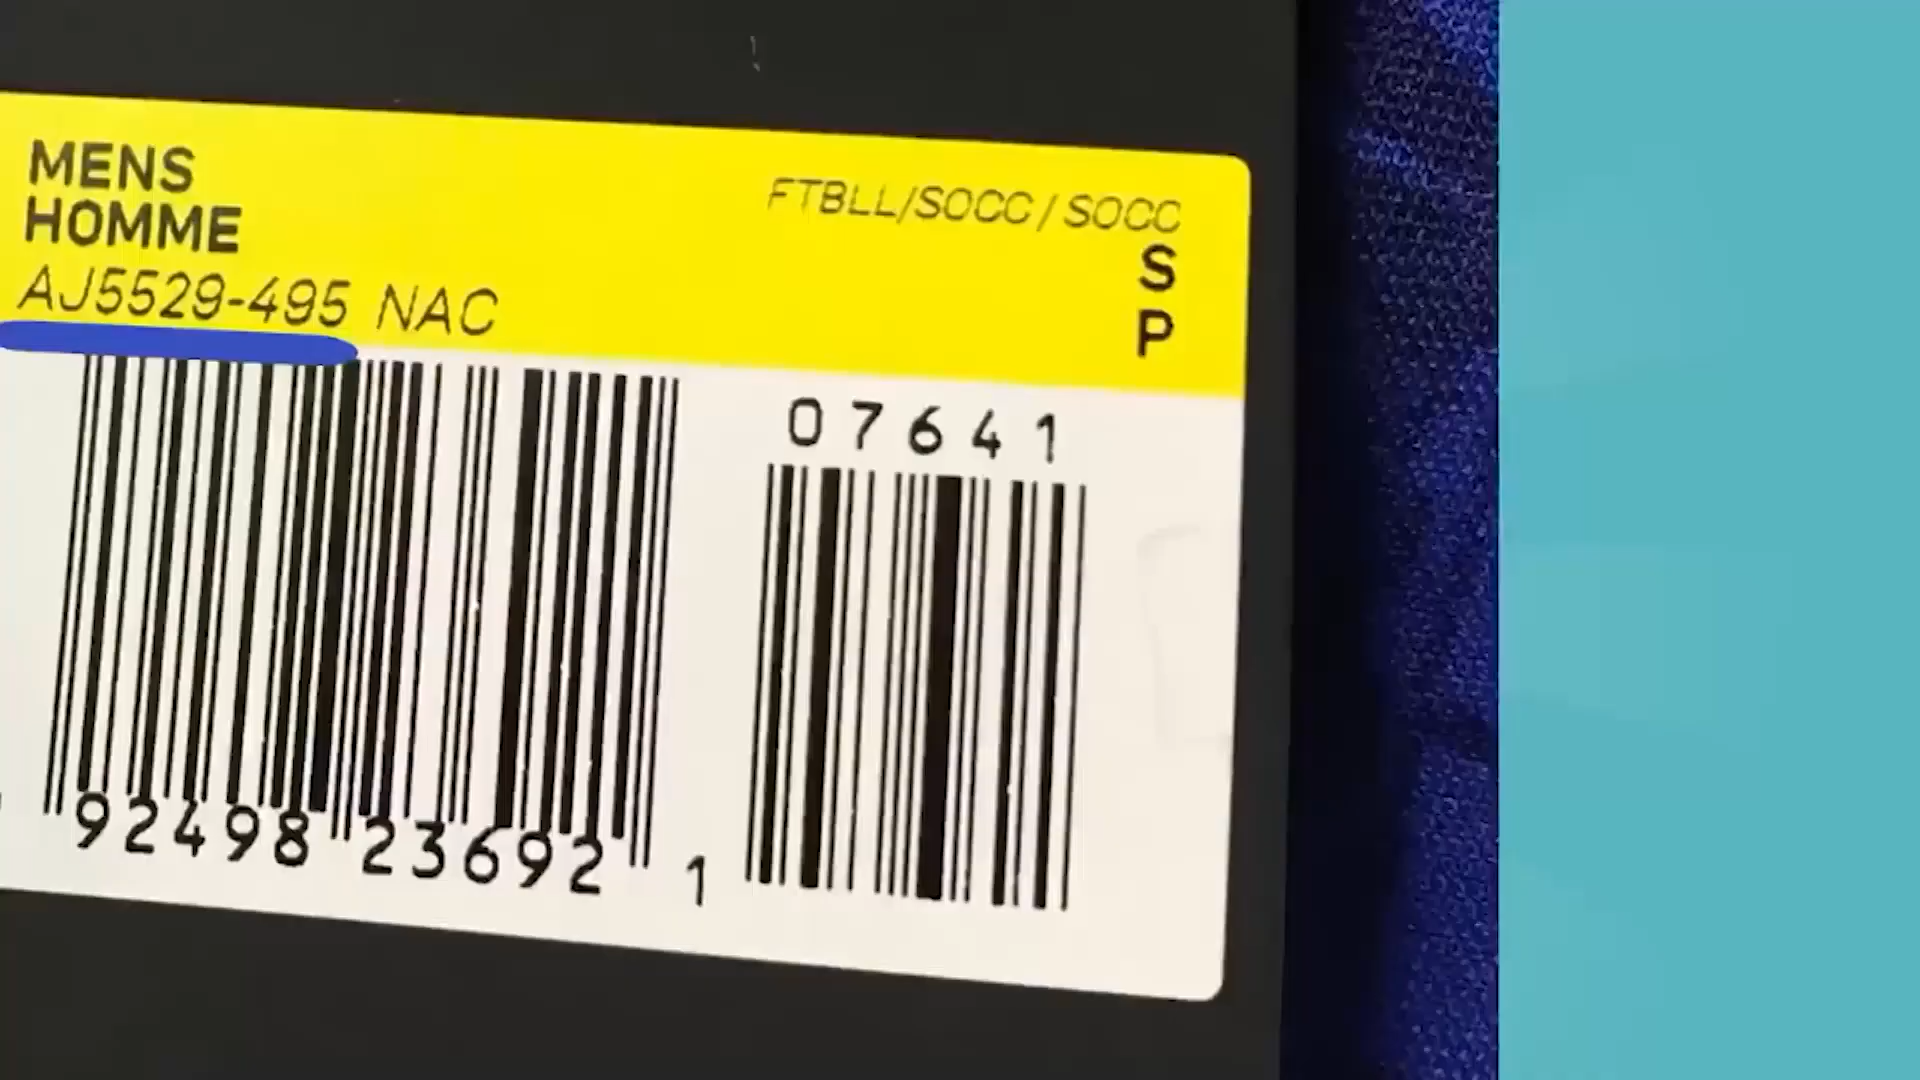 MENS
HOMME
FTBLL/SOCC/SOCC
S
P
AJ5529-495 NAC
07641
92498 23692 1